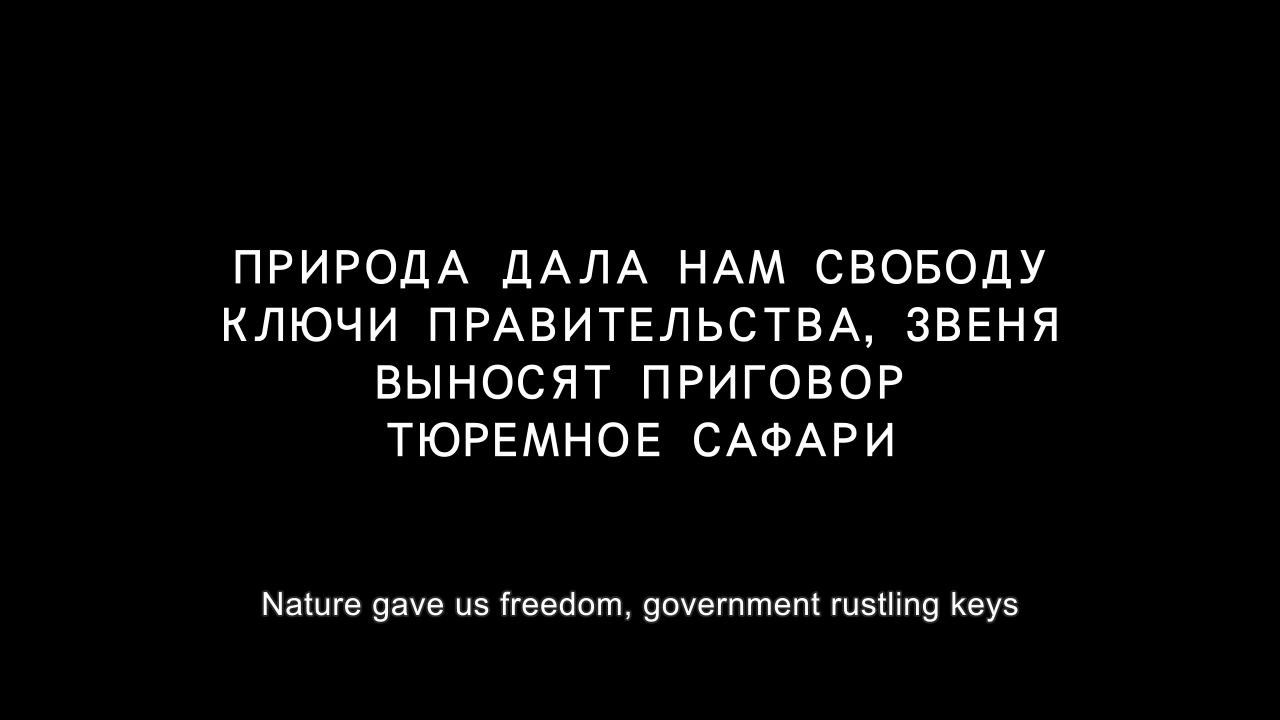 ПРИРОДА ДАЛА НАМ СВОБОДУ
КЛЮЧИ ПРАВИТЕЛЬСТВА, ЗВЕНЯ
ВЫНОСЯТ ПРИГОВОР
ТЮРЕМНОЕ САФАРИ
Nature gave us freedom, government rustling keys